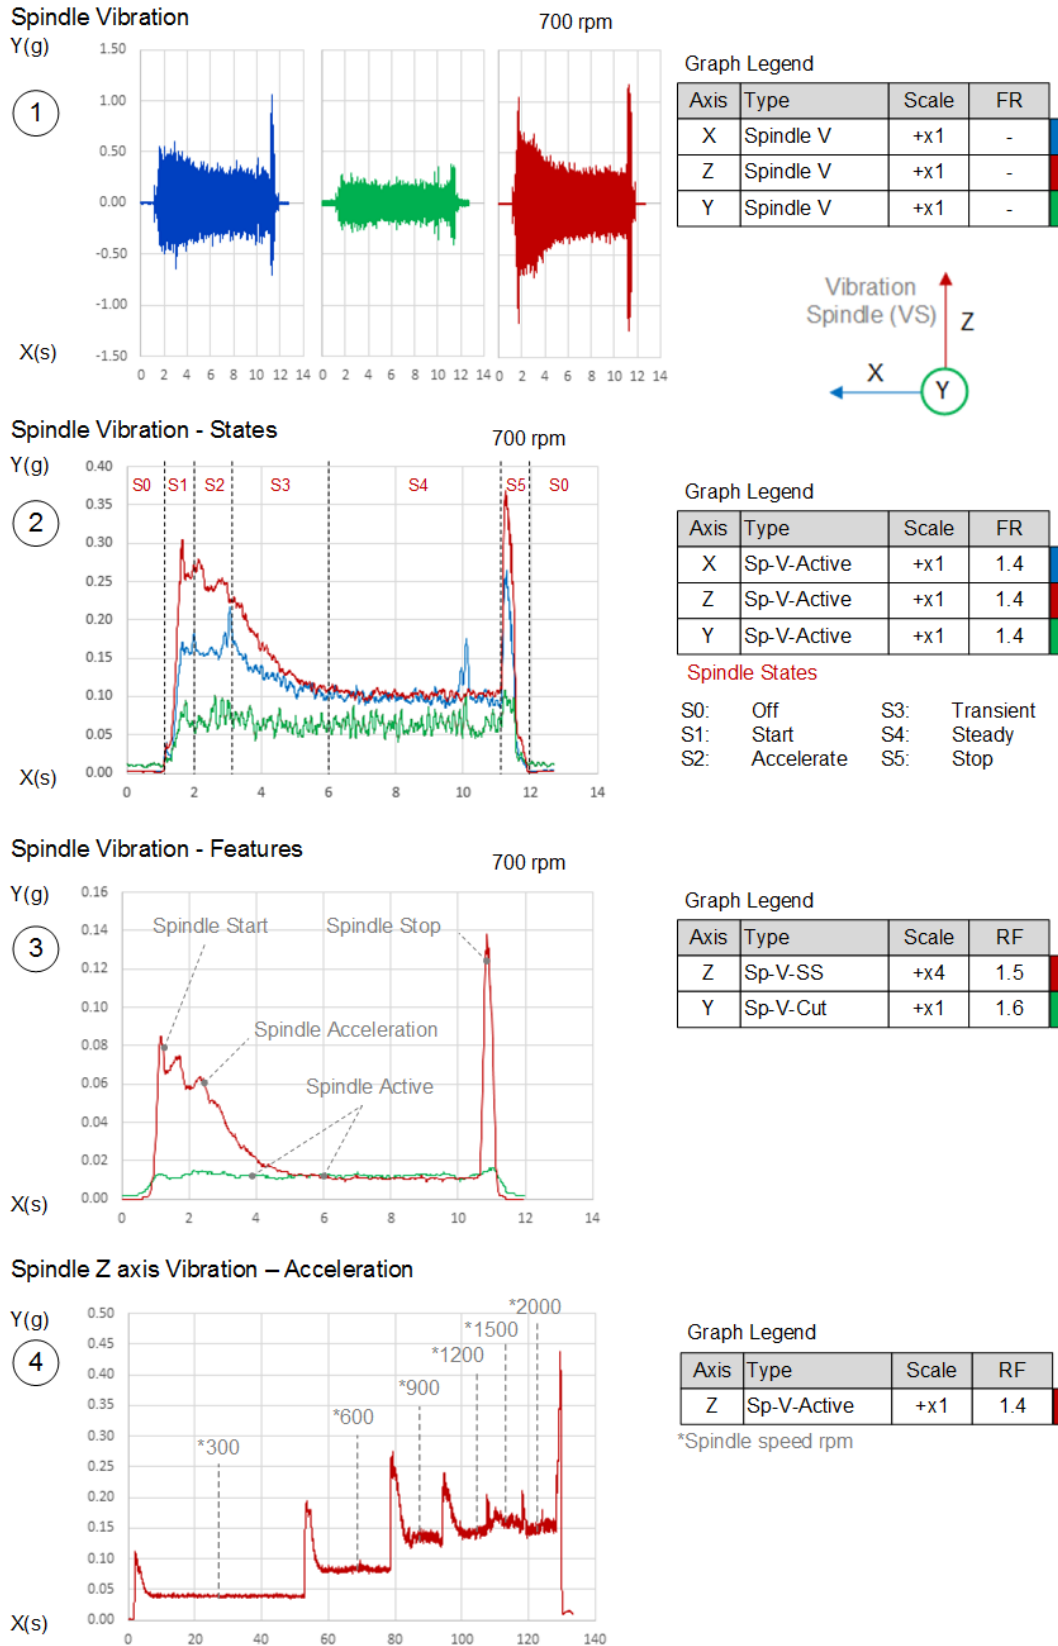 Spindle Vibration
700 rpm
Y(g)
1
1.50
1.00
0.50
0.00
-0.50
-1.00
-1.50
X(s)
0 2 4 6 8 10 12 14
0 2 4 6 8 10 12 14
0 2 4 6 8 10 12 14
Graph Legend
Axis Type Scale FR
X Spindle V +x1 -
Z Spindle V +x1 -
Y Spindle V +x1 -
Vibration
Spindle (VS)
Z
X
Y
Spindle Vibration - States
700 rpm
Y(g)
2
0.40
0.35
0.30
0.25
0.20
0.15
0.10
0.05
0.00
S0 S1 S2 S3 S4 S5 S0
X(s)
0 2 4 6 8 10 12 14
Graph Legend
Axis Type Scale FR
X Sp-V-Active +x1 1.4
Z Sp-V-Active +x1 1.4
Y Sp-V-Active +x1 1.4
Spindle States
S0: Off S3: Transient
S1: Start S4: Steady
S2: Accelerate S5: Stop
Spindle Vibration - Features
700 rpm
Y(g)
3
0.16
0.14
0.12
0.10
0.08
0.06
0.04
0.02
0.00
Spindle Start
Spindle Stop
Spindle Acceleration
Spindle Active
X(s)
0 2 4 6 8 10 12 14
Graph Legend
Axis Type Scale RF
Z Sp-V-SS +x4 1.5
Y Sp-V-Cut +x1 1.6
Spindle Z axis Vibration – Acceleration
Y(g)
4
0.50
0.45
0.40
0.35
0.30
0.25
0.20
0.15
0.10
0.05
0.00
*300
*600
*900
*1200
*1500
*2000
X(s)
0 20 40 60 80 100 120 140
Graph Legend
Axis Type Scale RF
Z Sp-V-Active +x1 1.4
*Spindle speed rpm